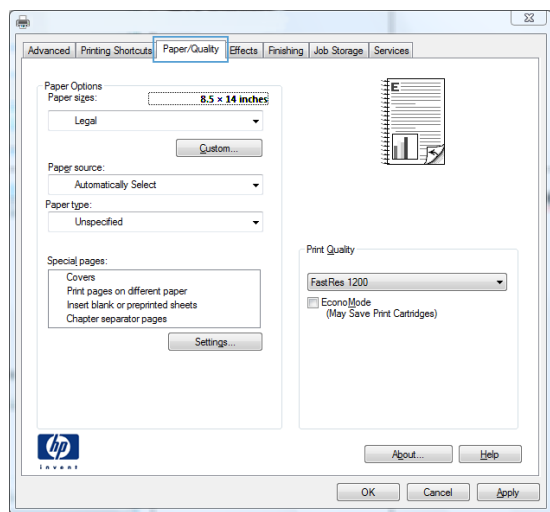 Advanced Printing Shortcuts Paper/Quality Effects Finishing Job Storage Services
Paper Options
Paper sizes: 8.5 × 14 inches
Legal
Custom...
Paper source:
Automatically Select
Paper type:
Unspecified
Special pages:
Covers
Print pages on different paper
Insert blank or preprinted sheets
Chapter separator pages
Settings...
E
Print Quality
FastRes 1200
EconoMode
(May Save Print Cartridges)
hp
invent
About... Help
OK Cancel Apply